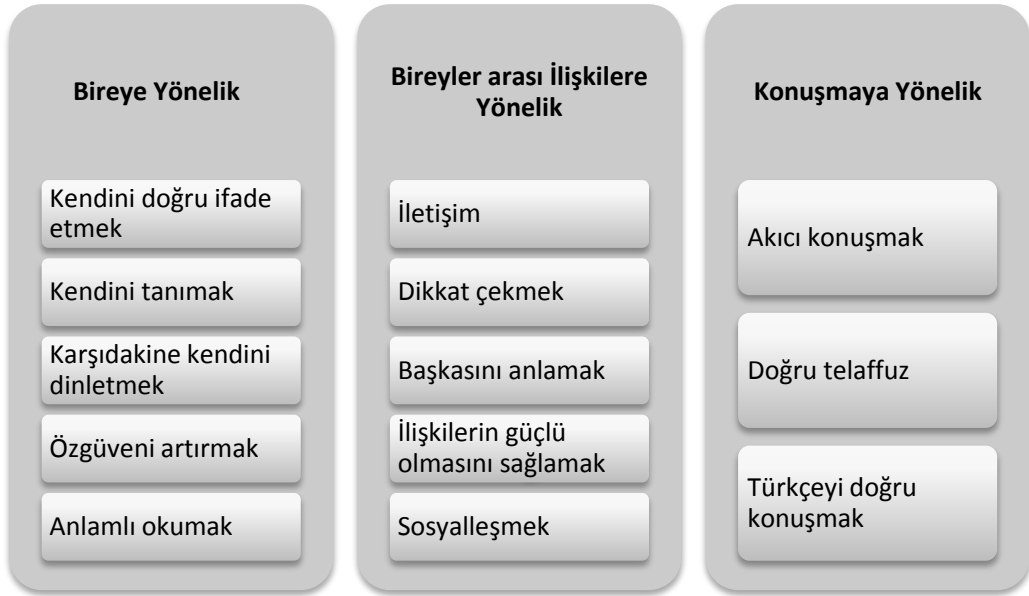 Bireye Yönelik
Kendini doğru ifade
etmek
Kendini tanımak
Karşıdakine kendini
dinletmek
Özgüveni artırmak
Anlamlı okumak
Bireyler arası İlişkilere
Yönelik
İletişim
Dikkat çekmek
Başkasını anlamak
İlişkilerin güçlü
olmasını sağlamak
Sosyalleşmek
Konuşmaya Yönelik
Akıcı konuşmak
Doğru telaffuz
Türkçeyi doğru
konuşmak